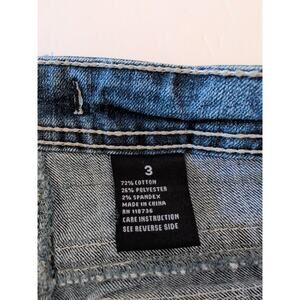 3
72% COTTON
26% POLYESTER
2% SPANDEX
MADE IN CHINA
RN 118736
CARE INSTRUCTION
SEE REVERSE SIDE